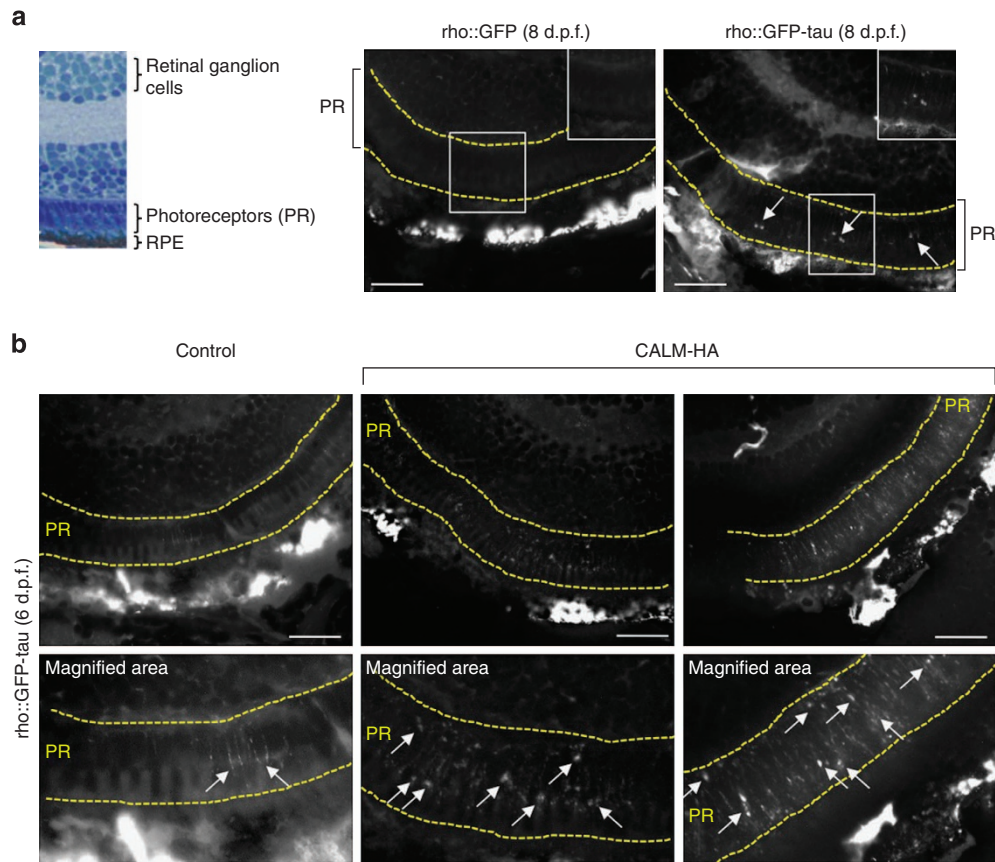 a
rho::GFP (8 d.p.f.)
rho::GFP-tau (8 d.p.f.)
Retinal ganglion
cells
Photoreceptors (PR)
RPE
PR
PR
b
Control
CALM-HA
rho::GFP-tau (6 d.p.f.)
PR
PR
PR
Magnified area
Magnified area
Magnified area
PR
PR
PR